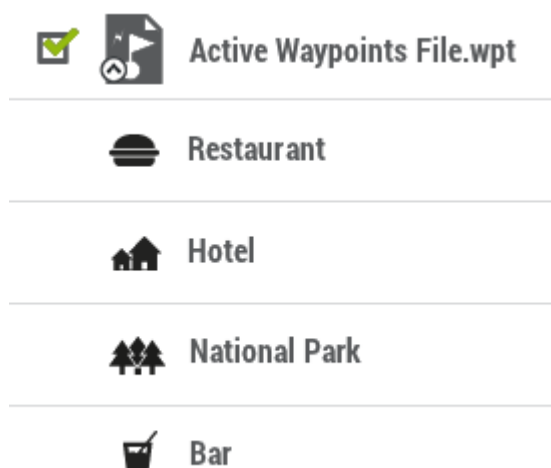 Active Waypoints File.wpt
Restaurant
Hotel
National Park
Bar